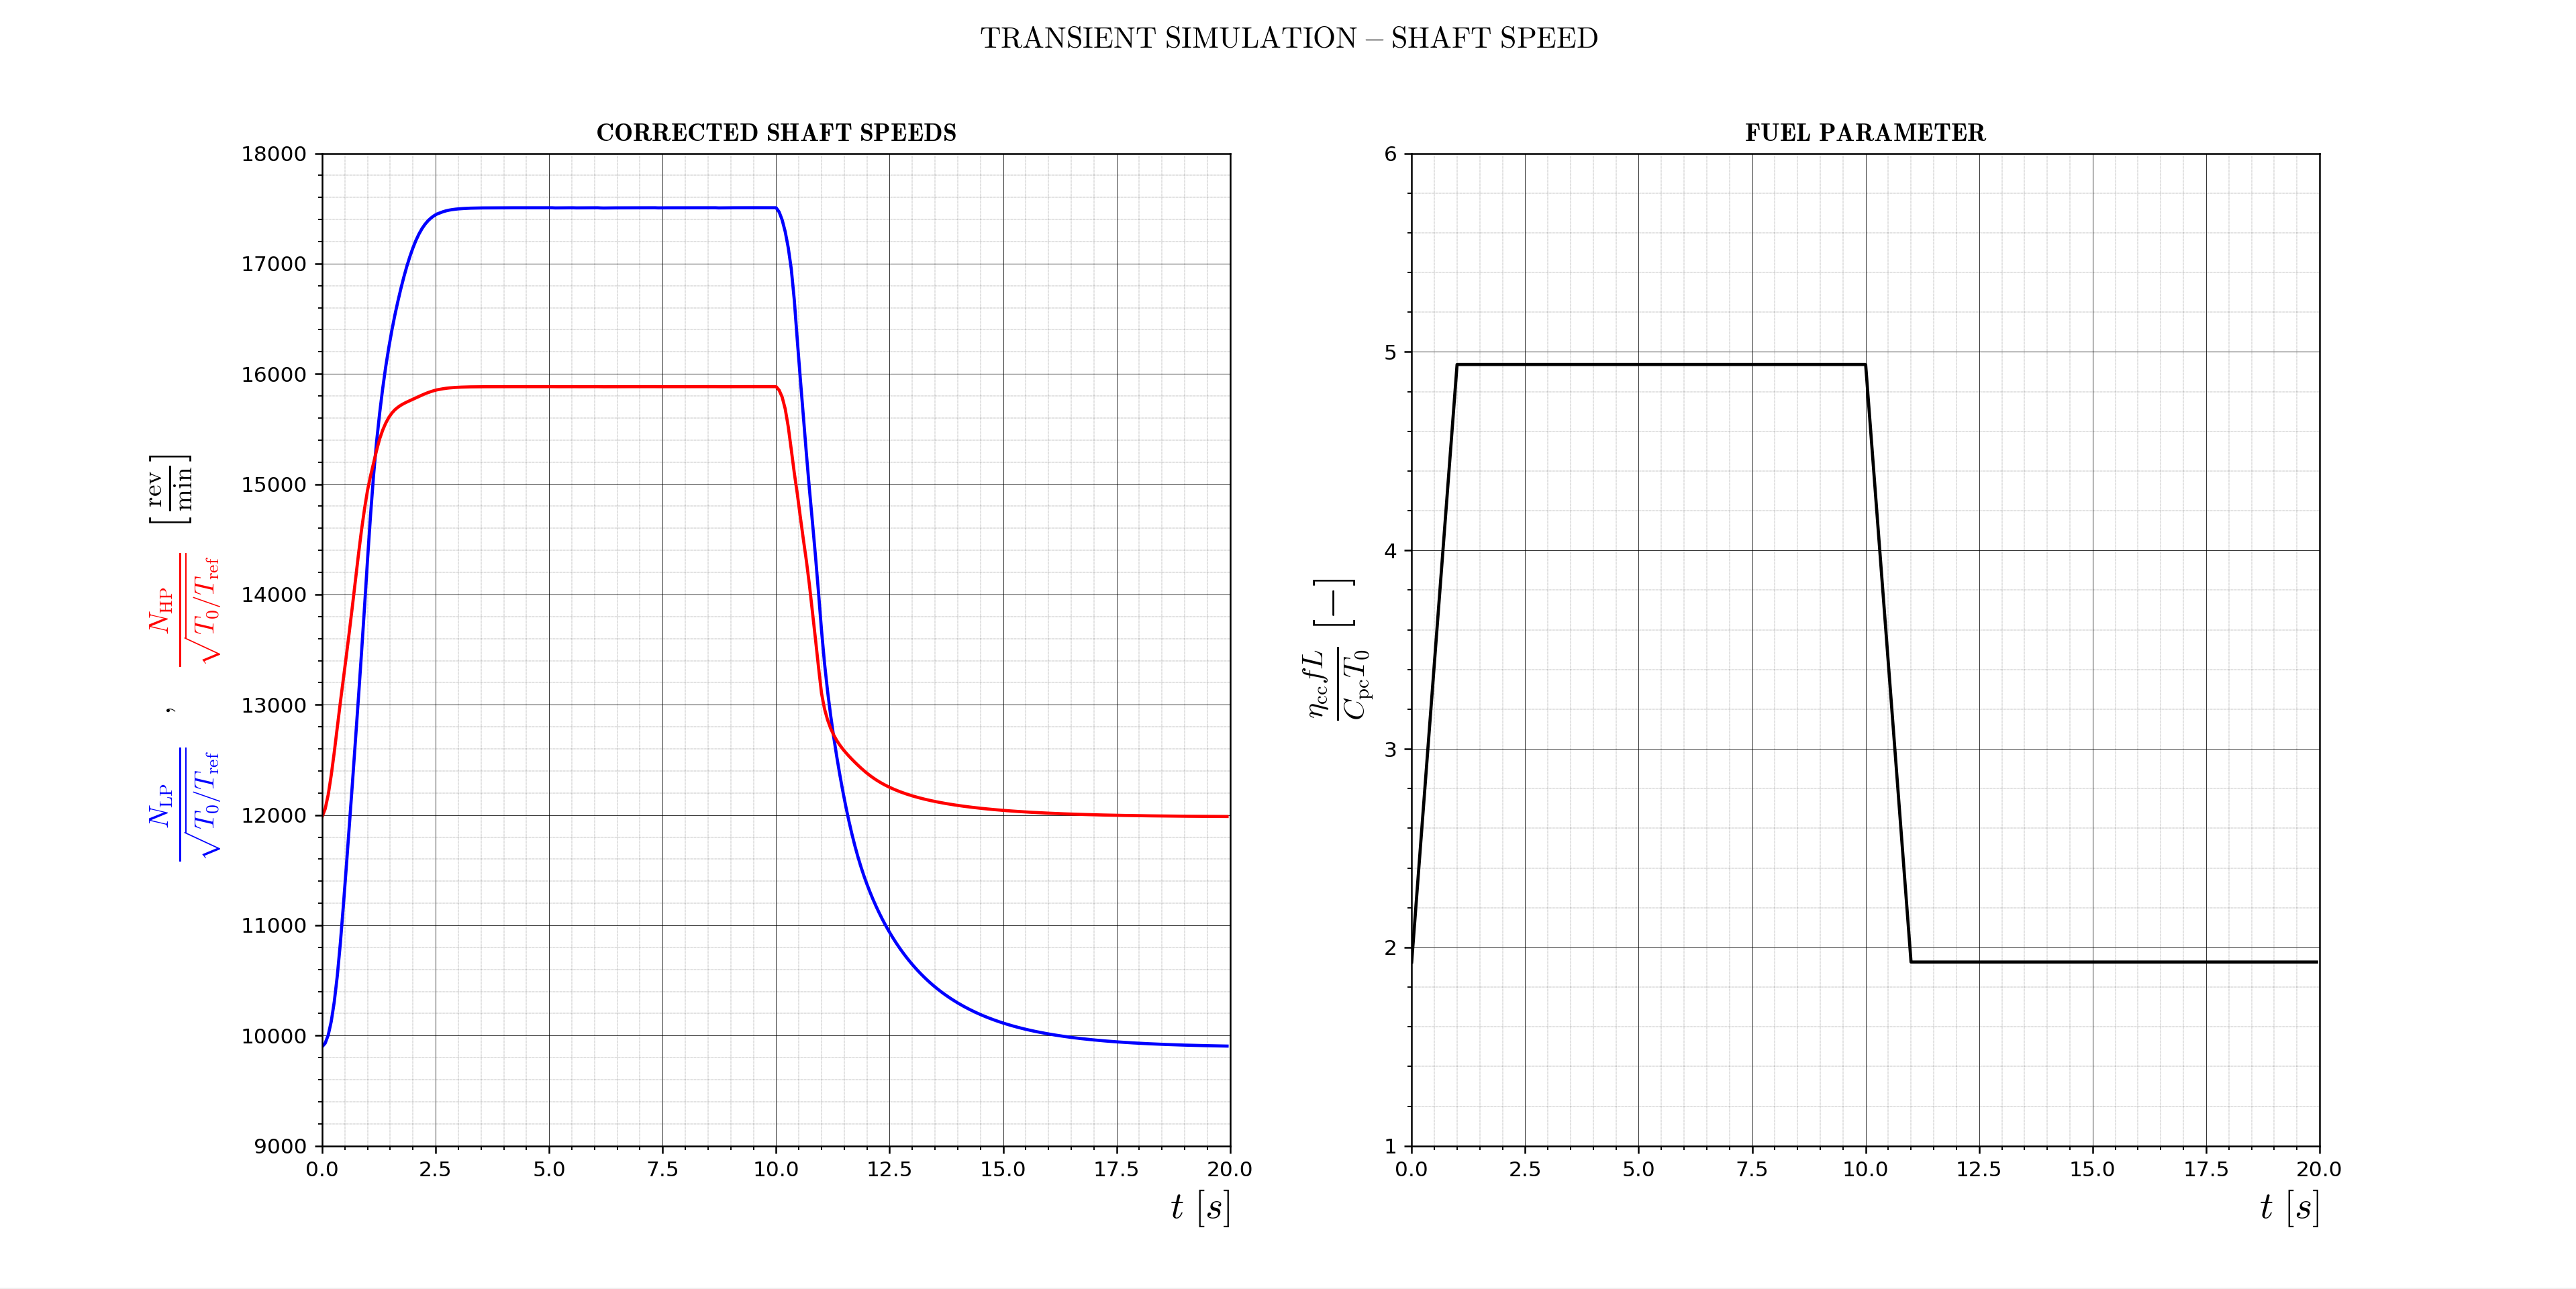 TRANSIENT SIMULATION – SHAFT SPEED
CORRECTED SHAFT SPEEDS
18000
17000
16000
15000
14000
13000
12000
11000
10000
9000
0.0 2.5 5.0 7.5 10.0 12.5 15.0 17.5 20.0
t [s]
N_LP / √(T_0/T_ref) , N_HP / √(T_0/T_ref) [rev/min]
FUEL PARAMETER
6
5
4
3
2
1
0.0 2.5 5.0 7.5 10.0 12.5 15.0 17.5 20.0
t [s]
η_cc f L / C_pc T_0 [−]